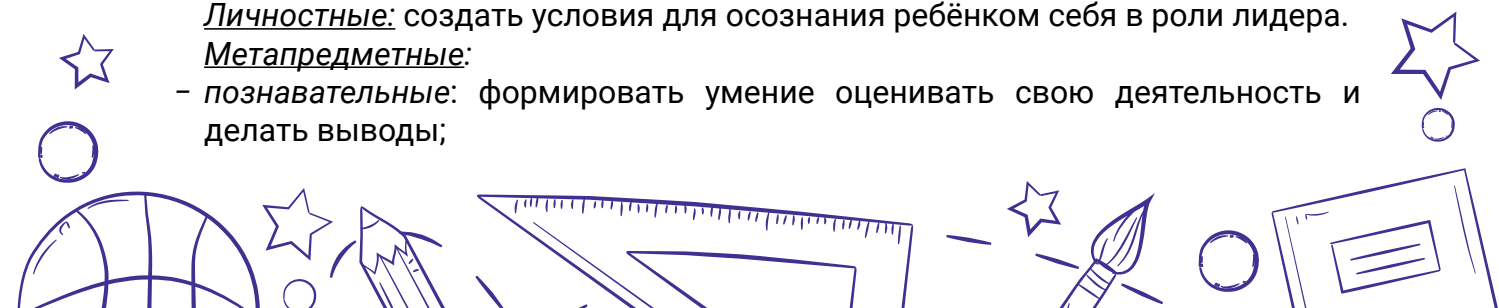 Личностные: создать условия для осознания ребёнком себя в роли лидера.
Метапредметные:
− познавательные: формировать умение оценивать свою деятельность и
делать выводы;